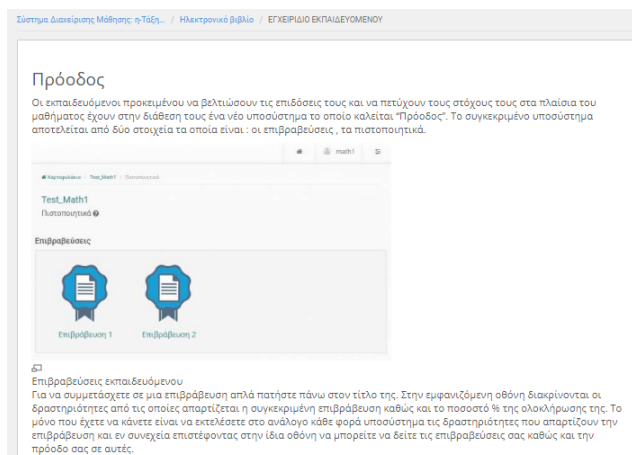 Σύστημα Διαχείρισης Μάθησης: η-Τάξη... / Ηλεκτρονικό βιβλίο / ΕΓΧΕΙΡΙΔΙΟ ΕΚΠΑΙΔΕΥΟΜΕΝΟΥ
Πρόοδος
Οι εκπαιδευόμενοι προκειμένου να βελτιώσουν τις επιδόσεις τους και να πετύχουν τους στόχους τους στα πλαίσια του
μαθήματος έχουν στην διάθεση τους ένα νέο υποσύστημα το οποίο καλείται "Πρόοδος". Το συγκεκριμένο υποσύστημα
αποτελείται από δύο στοιχεία τα οποία είναι : οι επιβραβεύσεις , τα πιστοποιητικά.
math1
Χαρτοφυλάκιο / Test_Math1 / Πιστοποιητικά
Test_Math1
Πιστοποιητικά
Επιβραβεύσεις
Επιβράβευση 1 Επιβράβευση 2
Επιβραβεύσεις εκπαιδευόμενου
Για να συμμετάσχετε σε μια επιβράβευση απλά πατήστε πάνω στον τίτλο της. Στην εμφανιζόμενη οθόνη διακρίνονται οι
δραστηριότητες από τις οποίες απαρτίζεται η συγκεκριμένη επιβράβευση καθώς και το ποσοστό % της ολοκλήρωσης της. Το
μόνο που έχετε να κάνετε είναι να εκτελέσετε στο ανάλογο κάθε φορά υποσύστημα τις δραστηριότητες που απαρτίζουν την
επιβράβευση και εν συνεχεία επιστέφοντας στην ίδια οθόνη να μπορείτε να δείτε τις επιβραβεύσεις σας καθώς και την
πρόοδο σας σε αυτές.